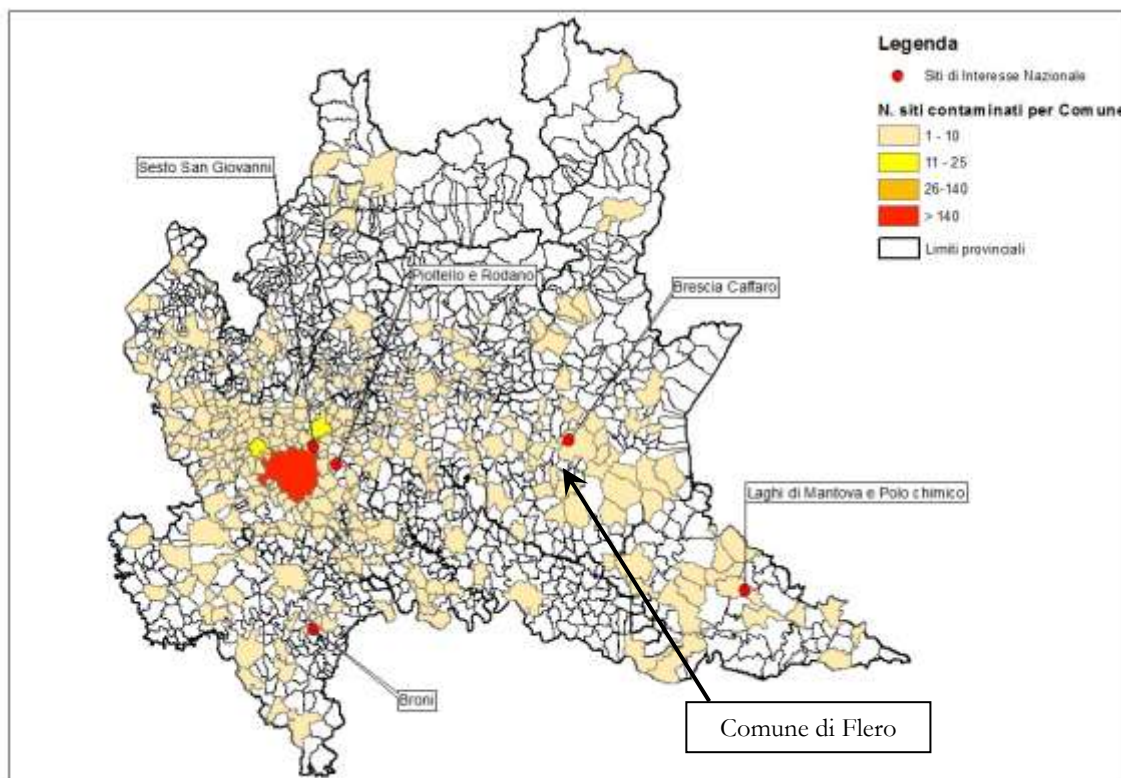 Legenda
Siti di Interesse Nazionale
N. siti contaminati per Comune
1 - 10
11 - 25
26-140
> 140
Limiti provinciali
Sesto San Giovanni
Pioltello e Rodano
Brescia Caffaro
Laghi di Mantova e Polo chimico
Broni
Comune di Flero